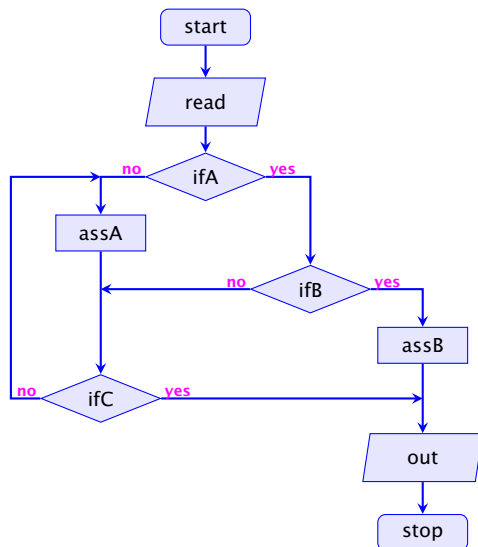 start
read
no
ifA
yes
assA
no
ifB
yes
assB
no
ifC
yes
out
stop